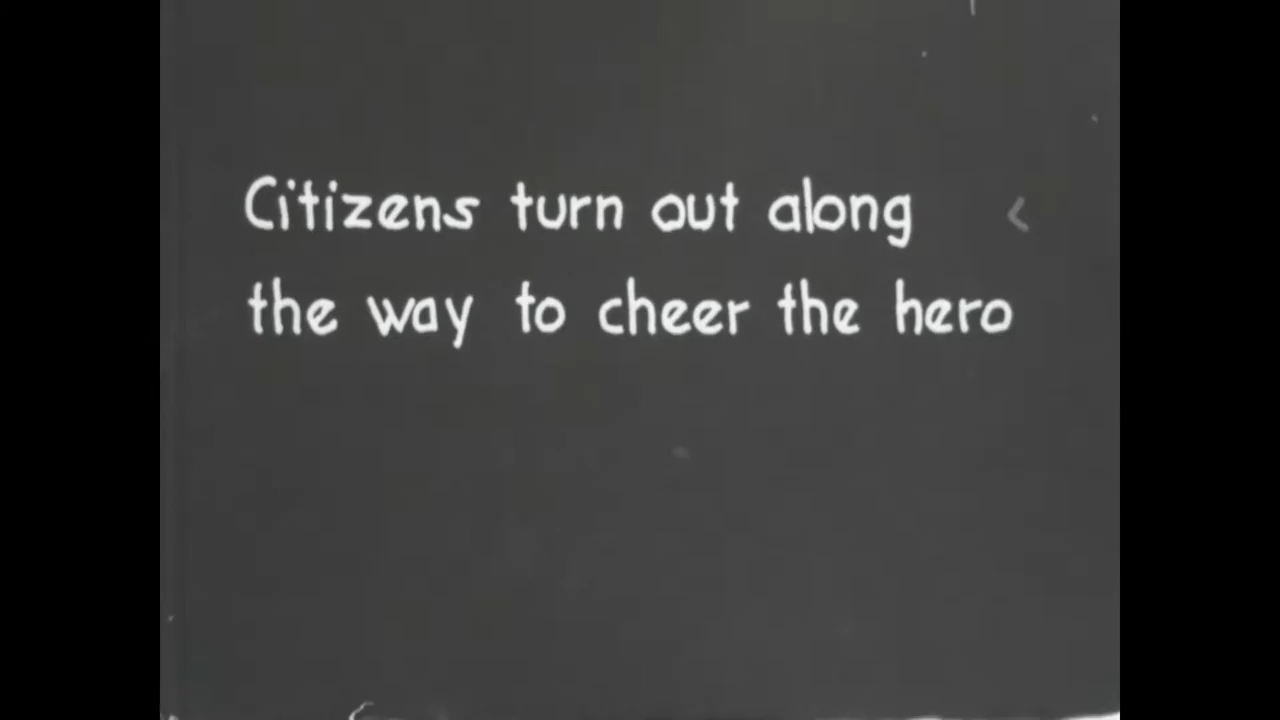 Citizens turn out along
the way to cheer the hero